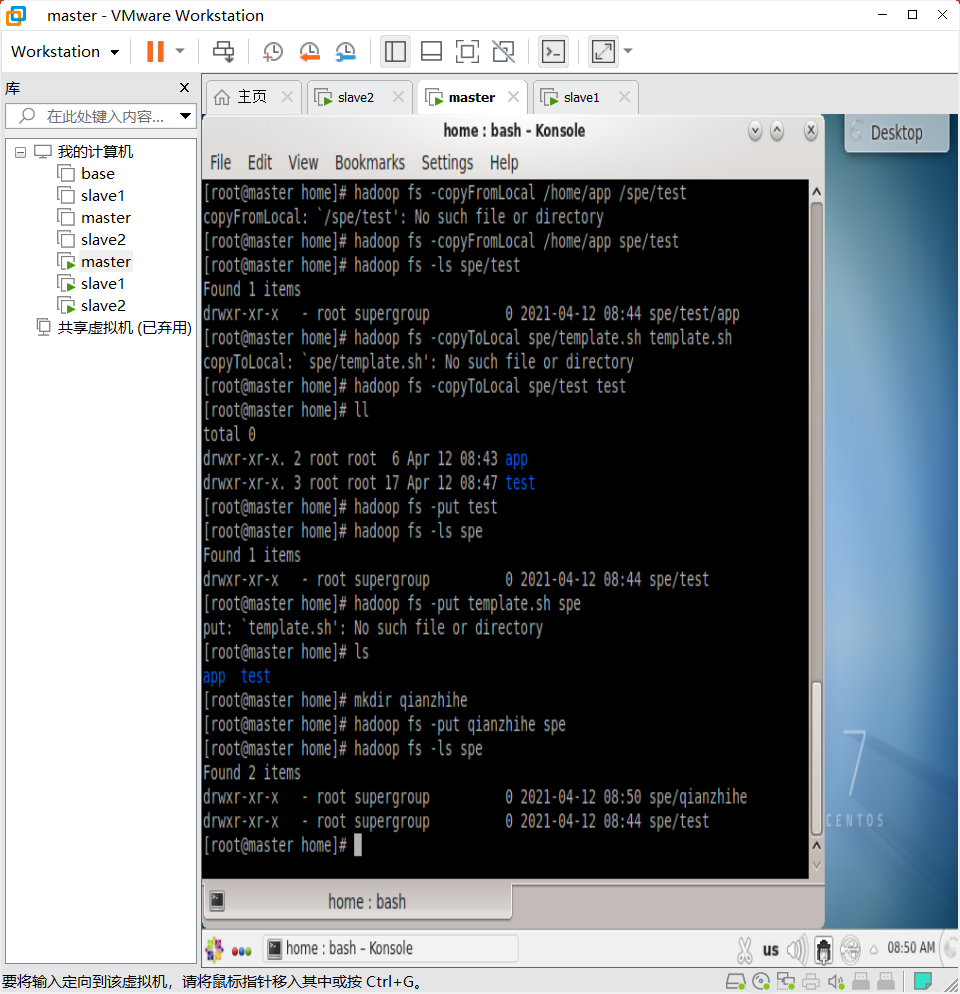 master - VMware Workstation
Workstation
库
主页
slave2
master
slave1
在此处键入内容...
我的计算机
base
slave1
master
slave2
master
slave1
slave2
共享虚拟机 (已弃用)
home : bash - Konsole
Desktop
File Edit View Bookmarks Settings Help
[root@master home]# hadoop fs -copyFromLocal /home/app /spe/test
copyFromLocal: `/spe/test': No such file or directory
[root@master home]# hadoop fs -copyFromLocal /home/app spe/test
[root@master home]# hadoop fs -ls spe/test
Found 1 items
drwxr-xr-x - root supergroup 0 2021-04-12 08:44 spe/test/app
[root@master home]# hadoop fs -copyToLocal spe/template.sh template.sh
copyToLocal: `spe/template.sh': No such file or directory
[root@master home]# hadoop fs -copyToLocal spe/test test
[root@master home]# ll
total 0
drwxr-xr-x. 2 root root 6 Apr 12 08:43 app
drwxr-xr-x. 3 root root 17 Apr 12 08:47 test
[root@master home]# hadoop fs -put test
[root@master home]# hadoop fs -ls spe
Found 1 items
drwxr-xr-x - root supergroup 0 2021-04-12 08:44 spe/test
[root@master home]# hadoop fs -put template.sh spe
put: `template.sh': No such file or directory
[root@master home]# ls
app test
[root@master home]# mkdir qianzhihe
[root@master home]# hadoop fs -put qianzhihe spe
[root@master home]# hadoop fs -ls spe
Found 2 items
drwxr-xr-x - root supergroup 0 2021-04-12 08:50 spe/qianzhihe
drwxr-xr-x - root supergroup 0 2021-04-12 08:44 spe/test
[root@master home]#
7
CENTOS
home : bash
home : bash - Konsole
us
08:50 AM
要将输入定向到该虚拟机，请将鼠标指针移入其中或按 Ctrl+G。